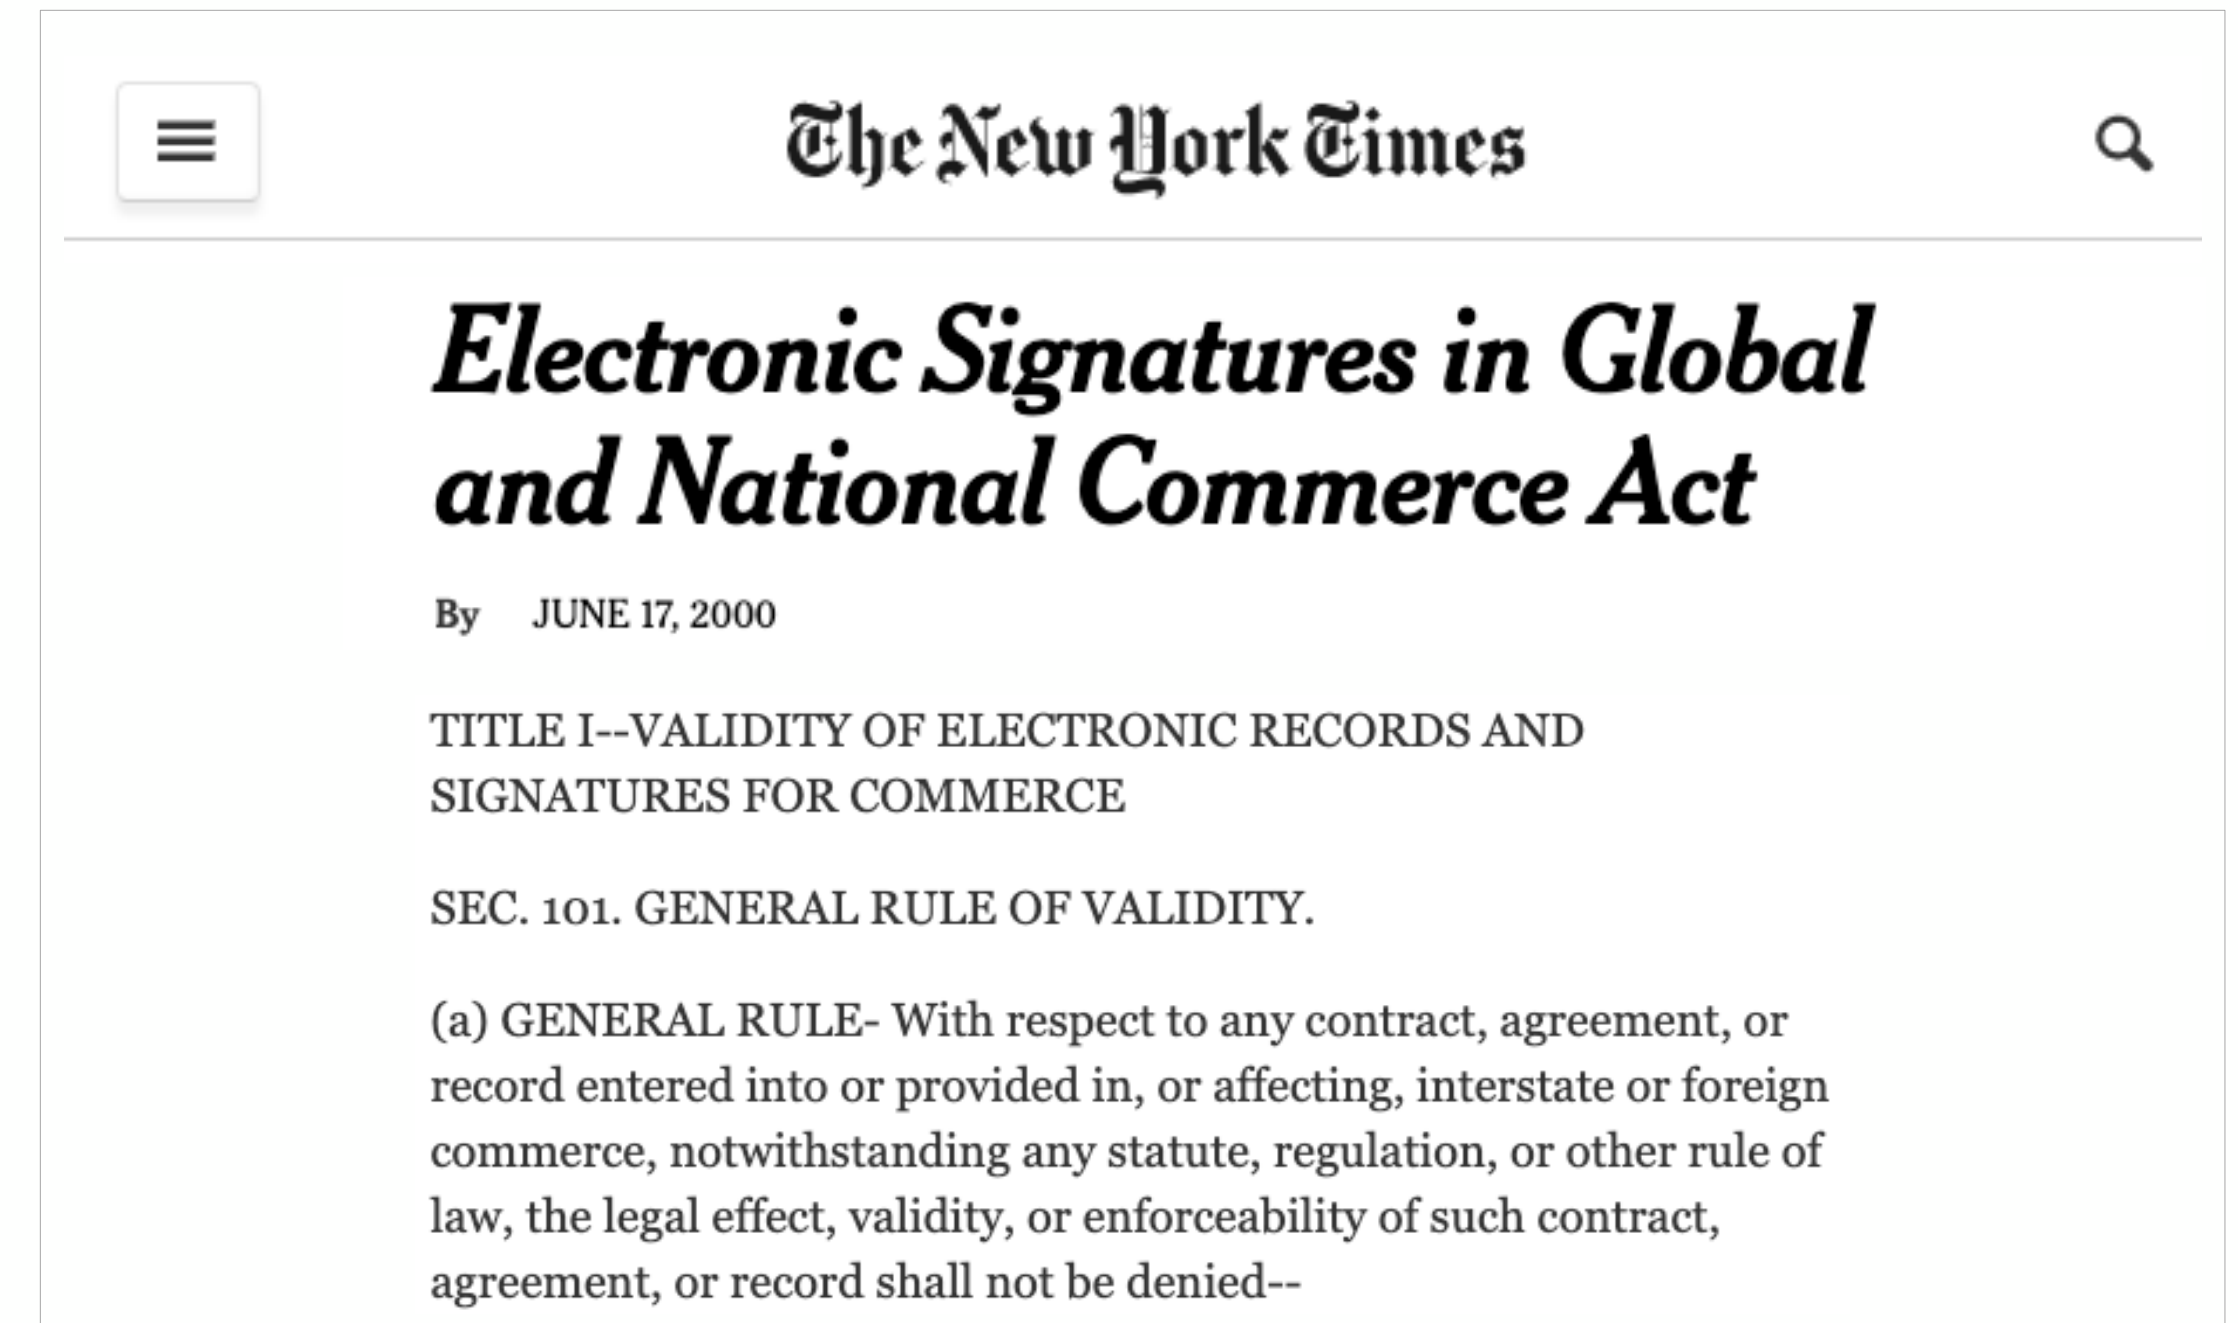 The New York Times
Electronic Signatures in Global
and National Commerce Act
By JUNE 17, 2000
TITLE I--VALIDITY OF ELECTRONIC RECORDS AND
SIGNATURES FOR COMMERCE
SEC. 101. GENERAL RULE OF VALIDITY.
(a) GENERAL RULE- With respect to any contract, agreement, or
record entered into or provided in, or affecting, interstate or foreign
commerce, notwithstanding any statute, regulation, or other rule of
law, the legal effect, validity, or enforceability of such contract,
agreement, or record shall not be denied--